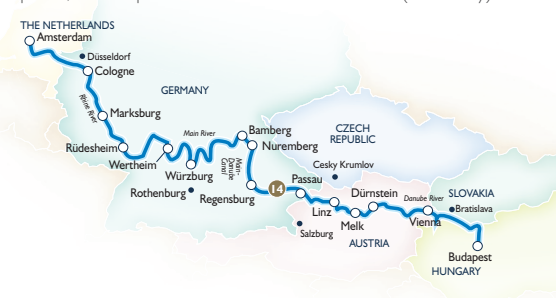 THE NETHERLANDS
Amsterdam
Düsseldorf
Cologne
GERMANY
Rhine River
Marksburg
Main River
Bamberg
CZECH
REPUBLIC
Rüdesheim
Nuremberg
Wertheim
Main-
Danube
Canal
Cesky Krumlov
Würzburg
Passau
14
Rothenburg
Regensburg
Dürnstein
Danube River
SLOVAKIA
Linz
Bratislava
Melk
Vienna
Salzburg
AUSTRIA
Budapest
HUNGARY